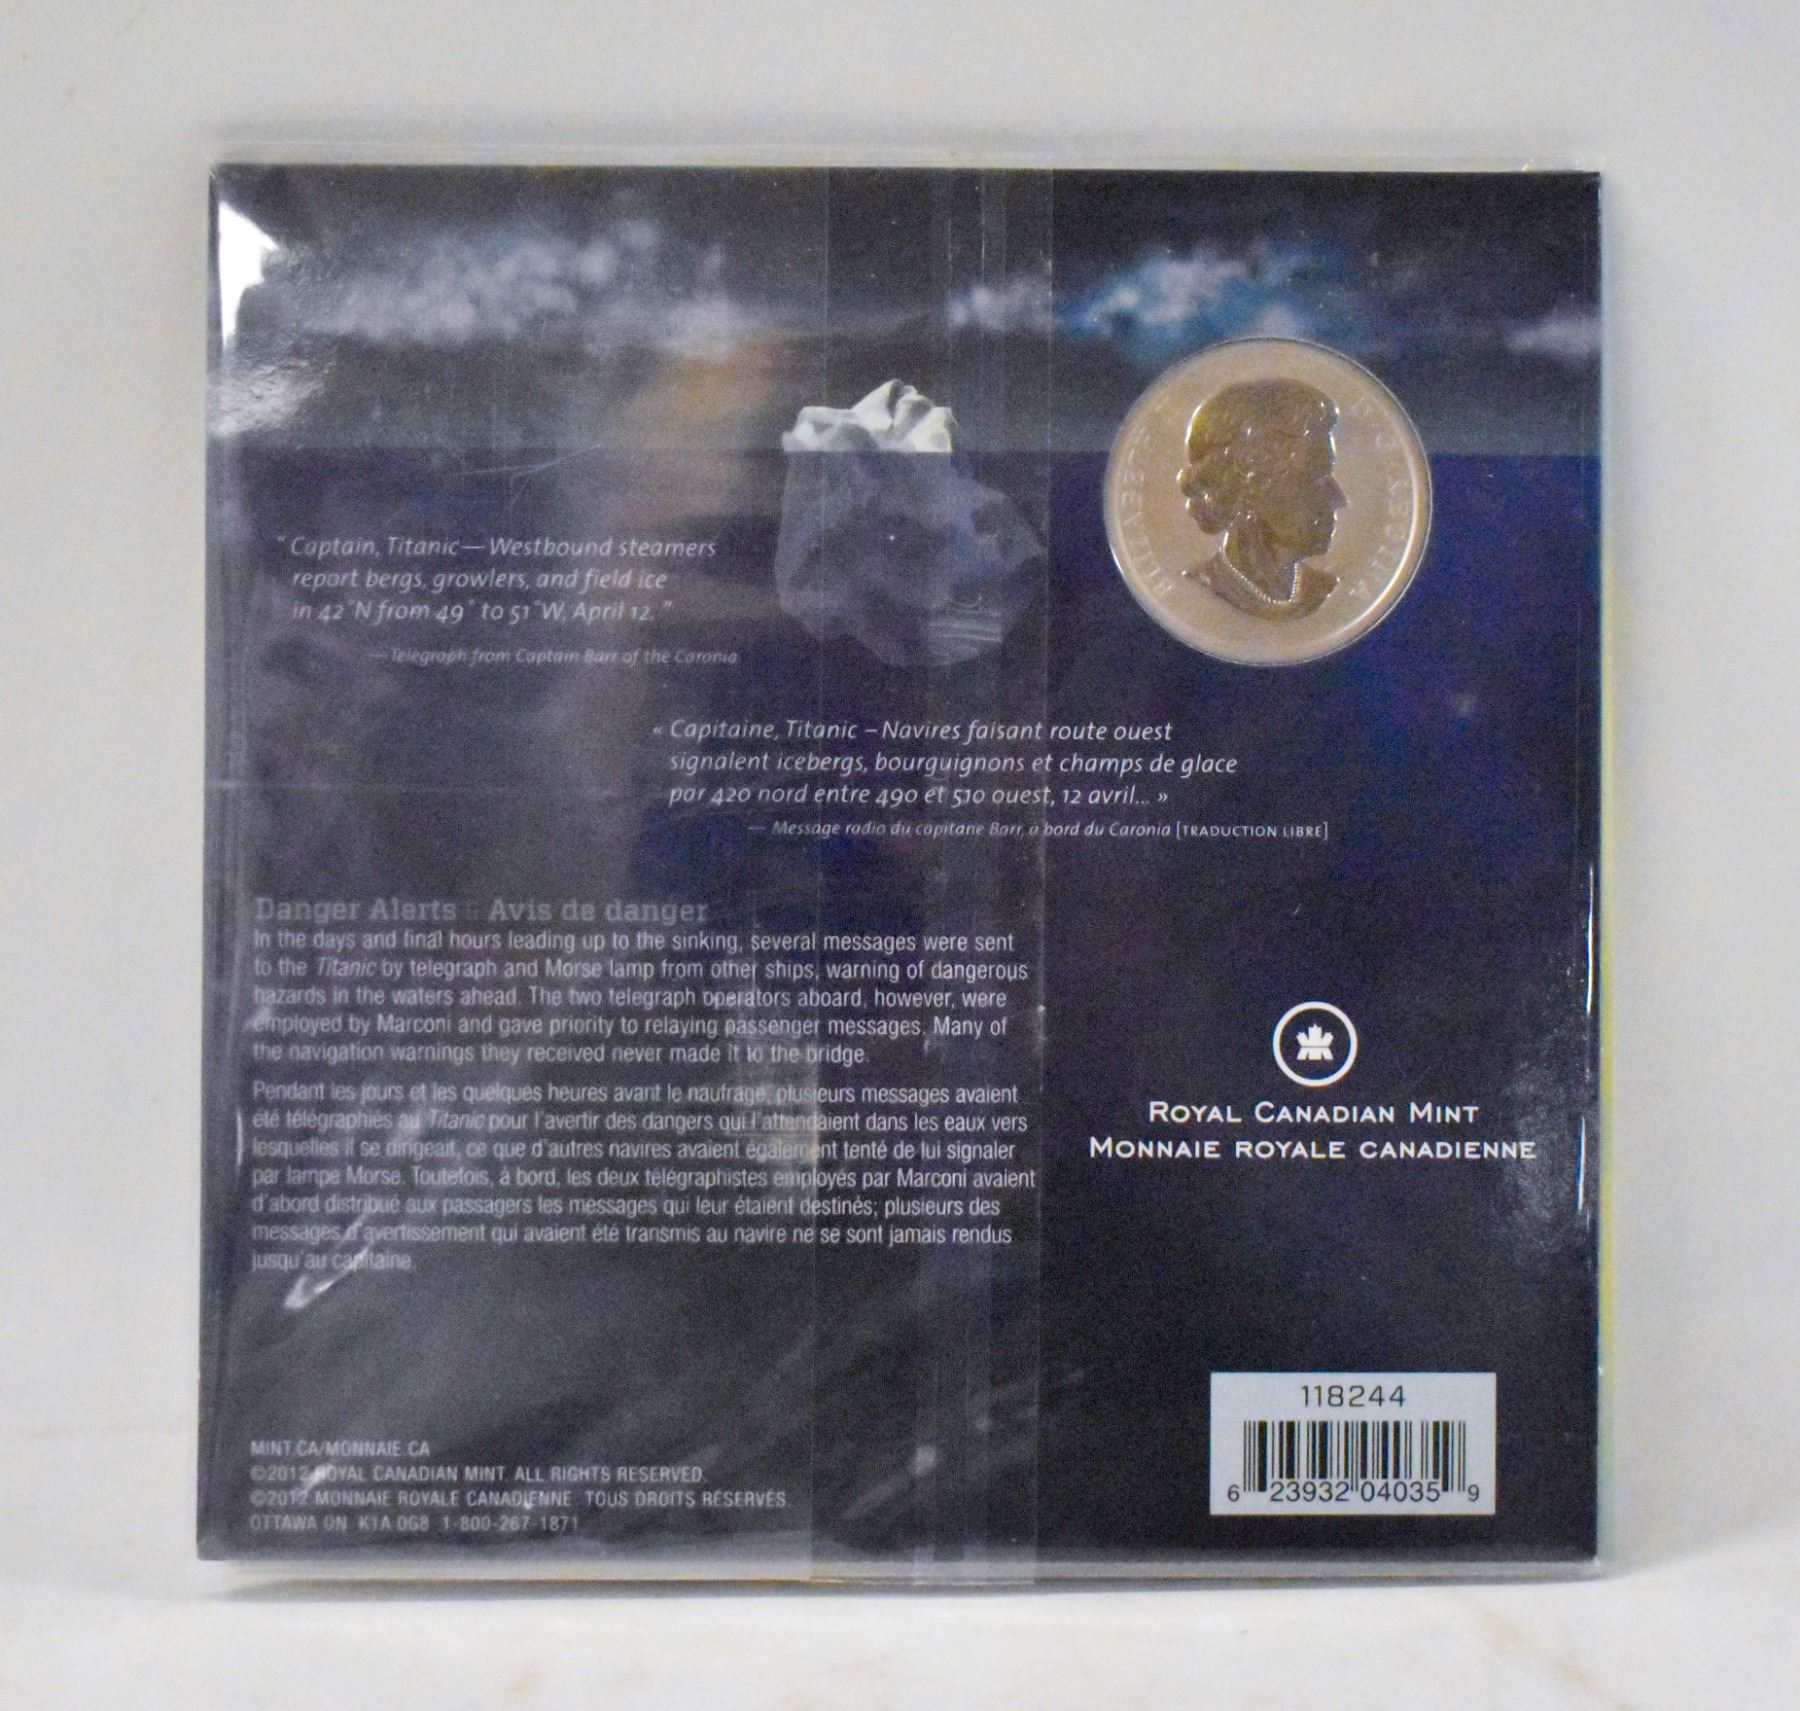 ELIZABETH II D·G·REGINA
" Captain, Titanic—Westbound steamers
report bergs, growlers, and field ice
in 42°N from 49° to 51°W, April 12. "
— Telegraph from Captain Barr of the Caronia
« Capitaine, Titanic – Navires faisant route ouest
signalent icebergs, bourguignons et champs de glace
par 420 nord entre 490 et 510 ouest, 12 avril... »
— Message radio du capitane Barr, à bord du Caronia [TRADUCTION LIBRE]
Danger Alerts :: Avis de danger
In the days and final hours leading up to the sinking, several messages were sent
to the Titanic by telegraph and Morse lamp from other ships, warning of dangerous
hazards in the waters ahead. The two telegraph operators aboard, however, were
employed by Marconi and gave priority to relaying passenger messages. Many of
the navigation warnings they received never made it to the bridge.
Pendant les jours et les quelques heures avant le naufrage, plusieurs messages avaient
été télégraphiés au Titanic pour l'avertir des dangers qui l'attendaient dans les eaux vers
lesquelles il se dirigeait, ce que d'autres navires avaient également tenté de lui signaler
par lampe Morse. Toutefois, à bord, les deux télégraphistes employés par Marconi avaient
d'abord distribué aux passagers les messages qui leur étaient destinés; plusieurs des
messages d'avertissement qui avaient été transmis au navire ne se sont jamais rendus
jusqu'au capitaine.
ROYAL CANADIAN MINT
MONNAIE ROYALE CANADIENNE
MINT.CA/MONNAIE.CA
©2012 ROYAL CANADIAN MINT. ALL RIGHTS RESERVED.
©2012 MONNAIE ROYALE CANADIENNE. TOUS DROITS RÉSERVÉS.
OTTAWA ON K1A 0G8 1-800-267-1871
118244
6 23932 04035 9